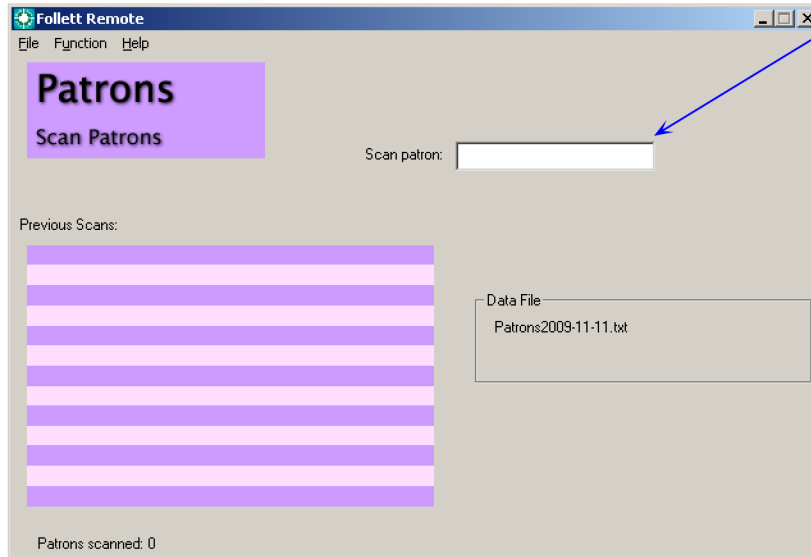 Follett Remote
File Function Help
Patrons
Scan Patrons
Scan patron:
Previous Scans:
Data File
Patrons2009-11-11.txt
Patrons scanned: 0